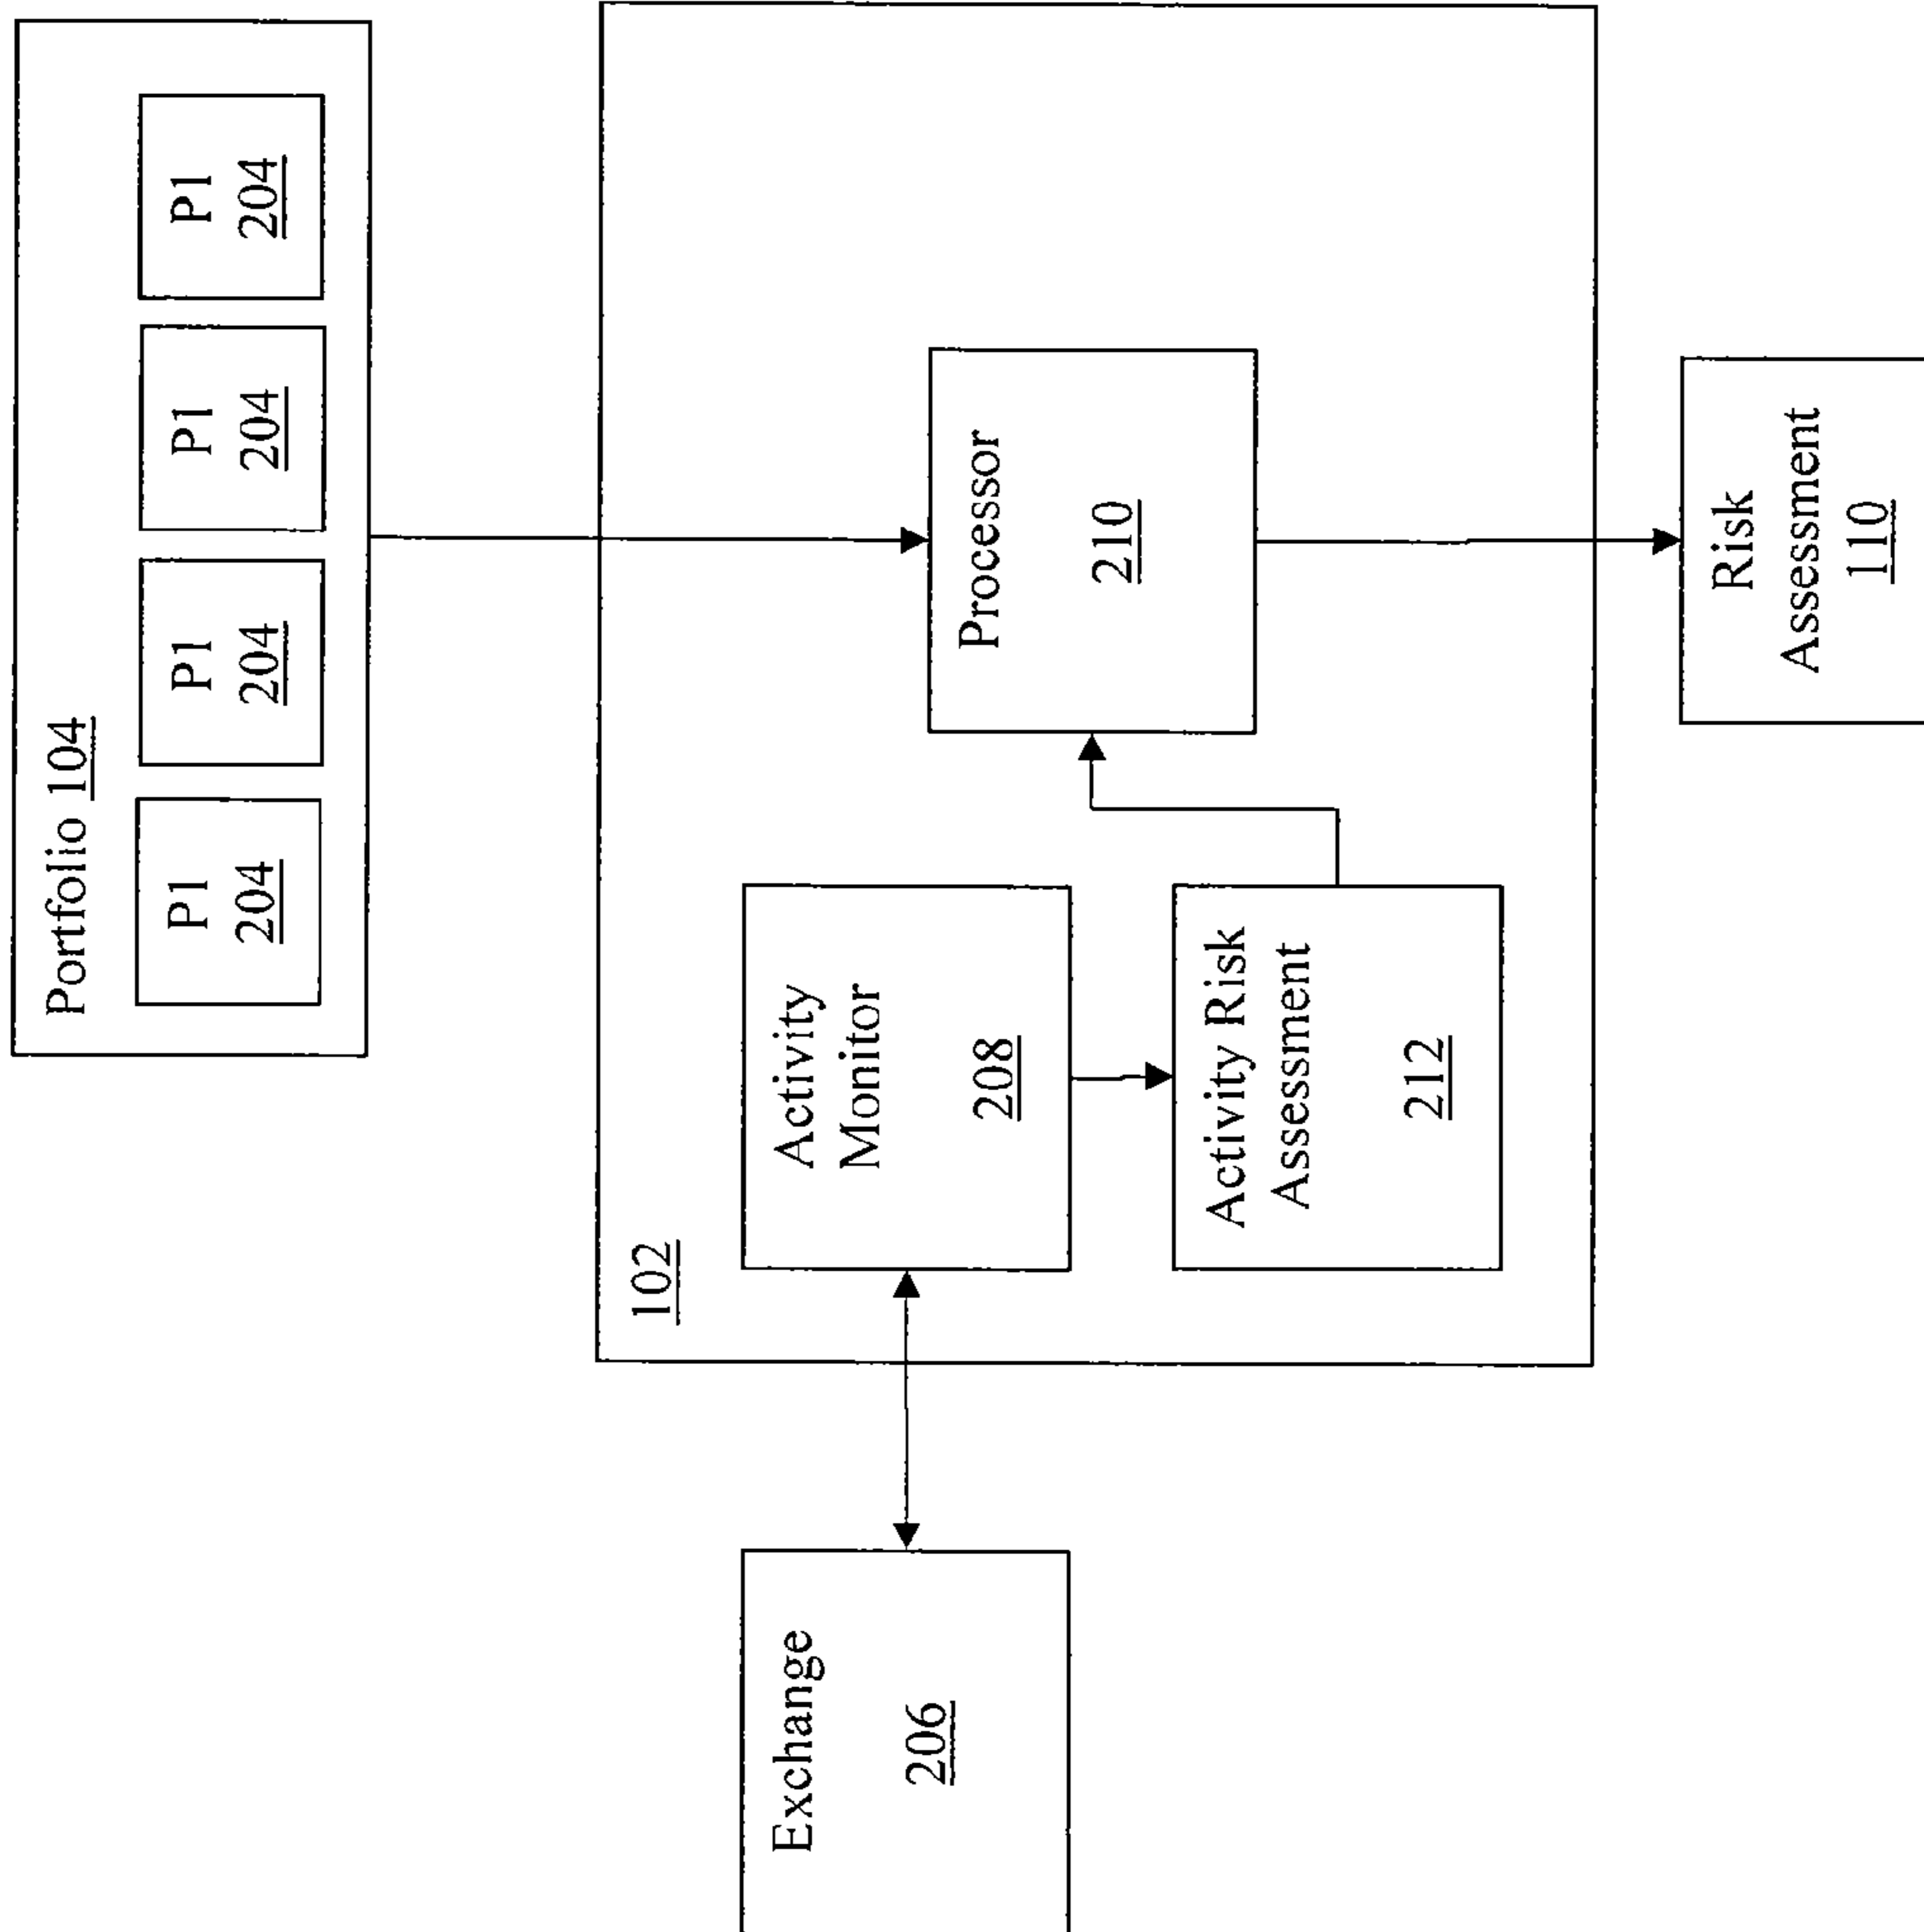 Portfolio 104
P1
204
P1
204
P1
204
P1
204
102
Exchange
206
Activity
Monitor
208
Activity Risk
Assessment
212
Processor
210
Risk
Assessment
110